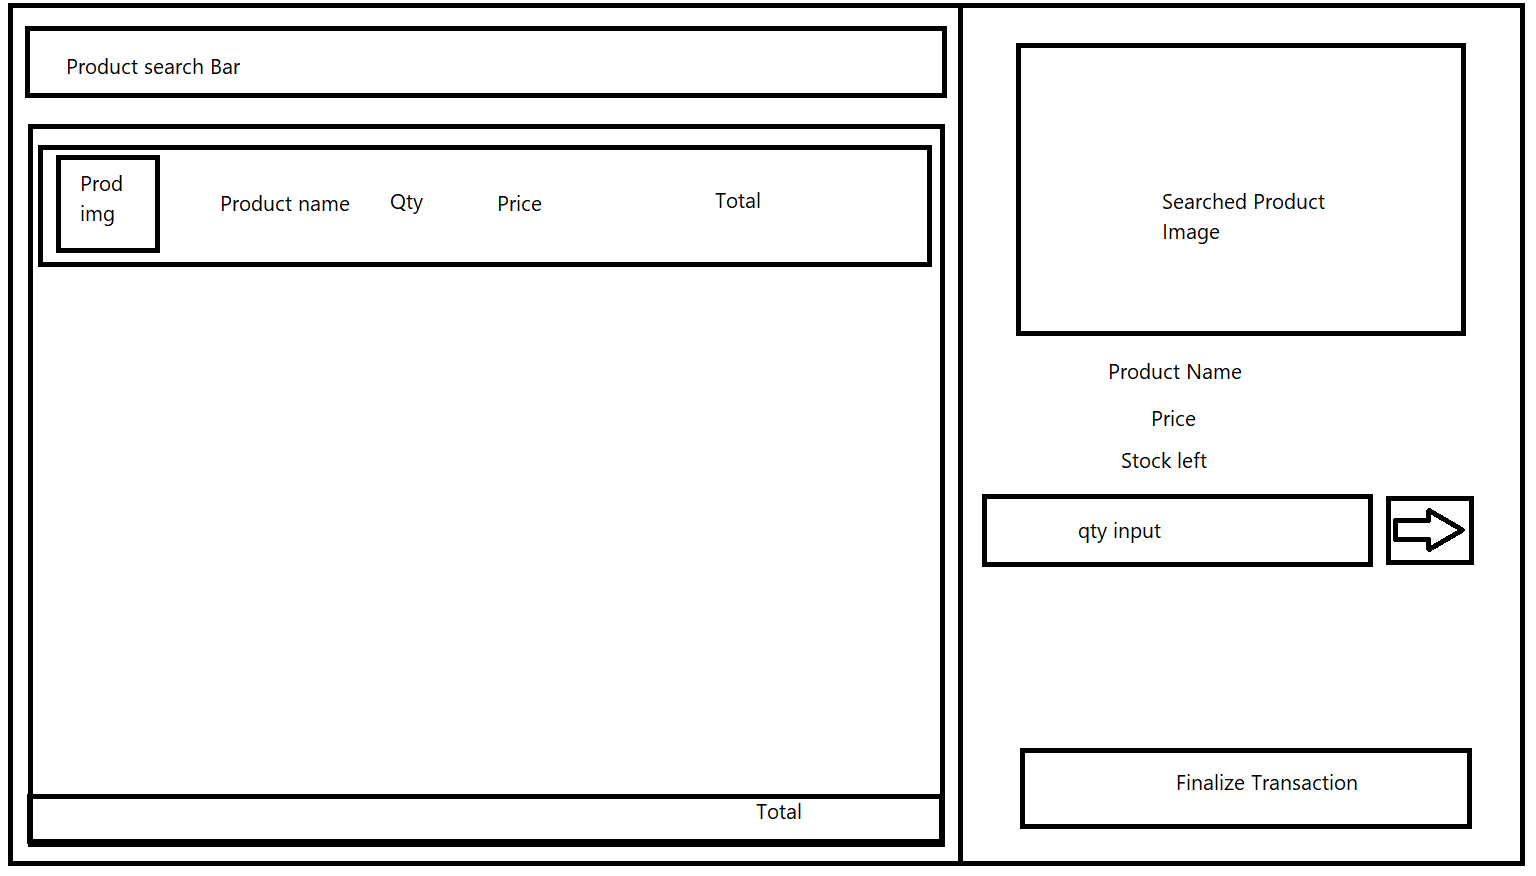 Product search Bar
Prod
img
Product name
Qty
Price
Total
Total
Searched Product
Image
Product Name
Price
Stock left
qty input
Finalize Transaction